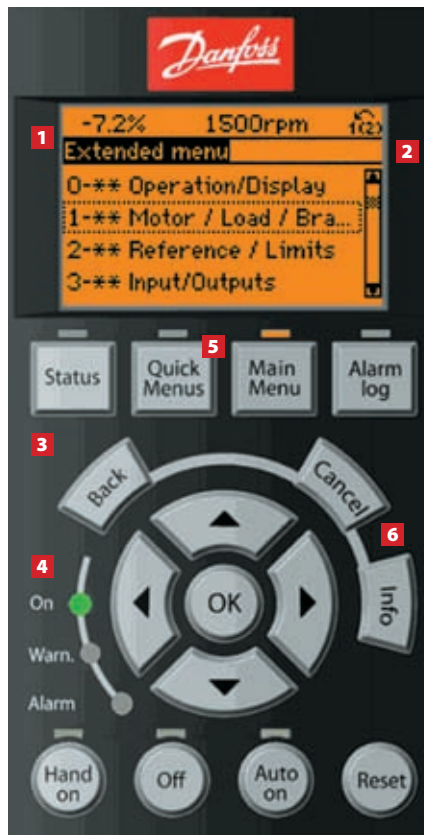 Danfoss
-7.2% 1500rpm 1(2)
1
Extended menu
2
0-** Operation/Display
1-** Motor / Load / Bra...
2-** Reference / Limits
3-** Input/Outputs
5
Status
Quick
Menus
Main
Menu
Alarm
log
3
Back
Cancel
6
Info
4
On
OK
Warn.
Alarm
Hand
on
Off
Auto
on
Reset